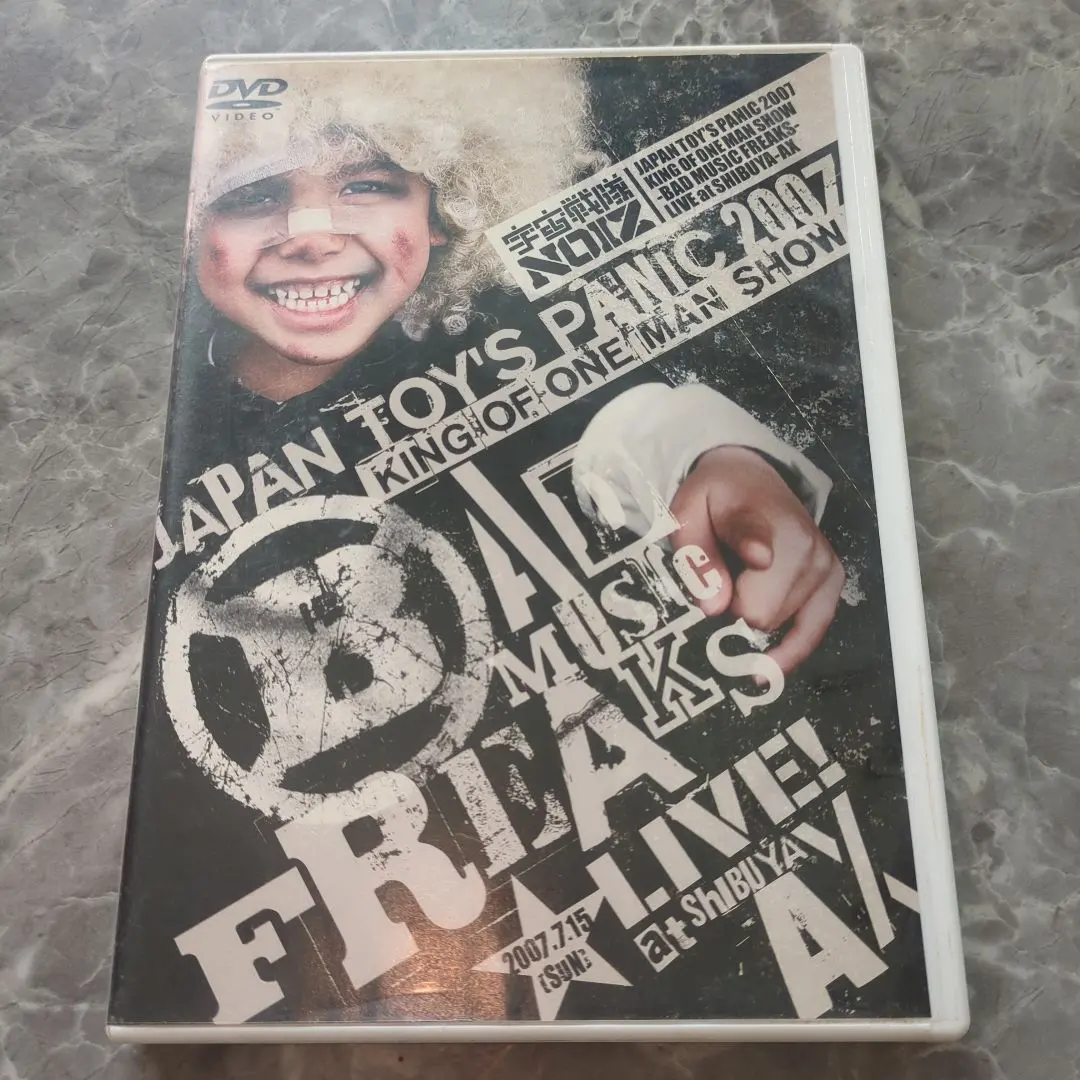 DVD
VIDEO
宇宙戦隊
NOIZ
JAPAN TOY'S PANIC 2007
KING OF ONE MAN SHOW
-BAD MUSIC FREAKS-
LIVE at SHIBUYA-AX
JAPAN TOY'S PANIC 2007
KING OF ONE MAN SHOW
BAD
MUSIC
FREAKS
LIVE!
2007.7.15
[SuN]
at ShIBUYA
AX